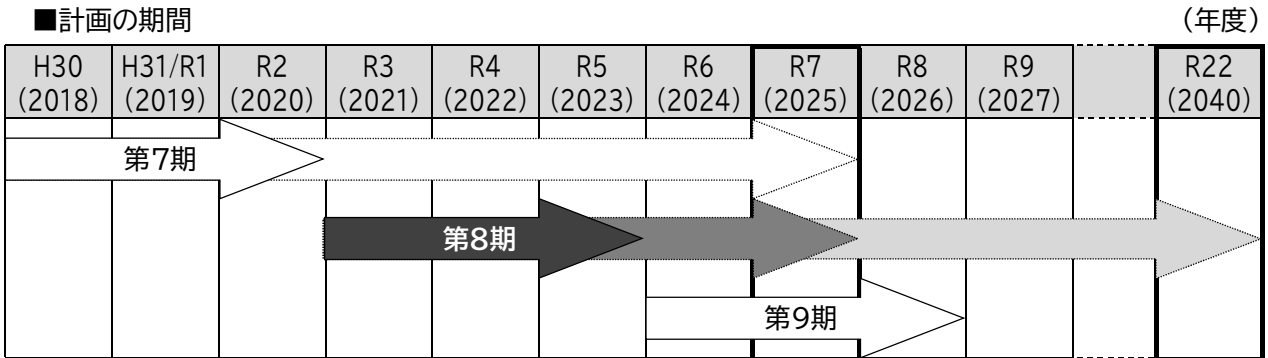 ■計画の期間
（年度）
H30 H31/R1 R2 R3 R4 R5 R6 R7 R8 R9 R22
(2018) (2019) (2020) (2021) (2022) (2023) (2024) (2025) (2026) (2027) (2040)
第7期
第8期
第9期